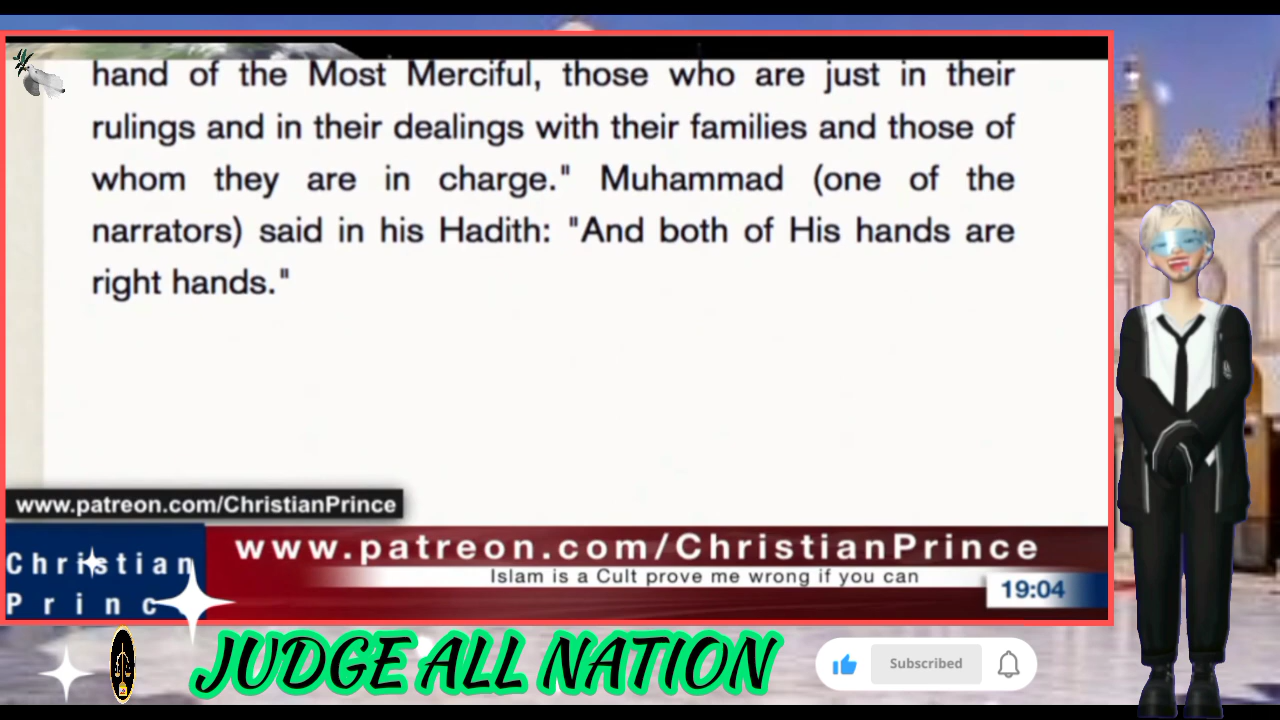 hand of the Most Merciful, those who are just in their
rulings and in their dealings with their families and those of
whom they are in charge." Muhammad (one of the
narrators) said in his Hadith: "And both of His hands are
right hands."
www.patreon.com/ChristianPrince
Christian
Princ
www.patreon.com/ChristianPrince
Islam is a Cult prove me wrong if you can
19:04
JUDGE ALL NATION
Subscribed